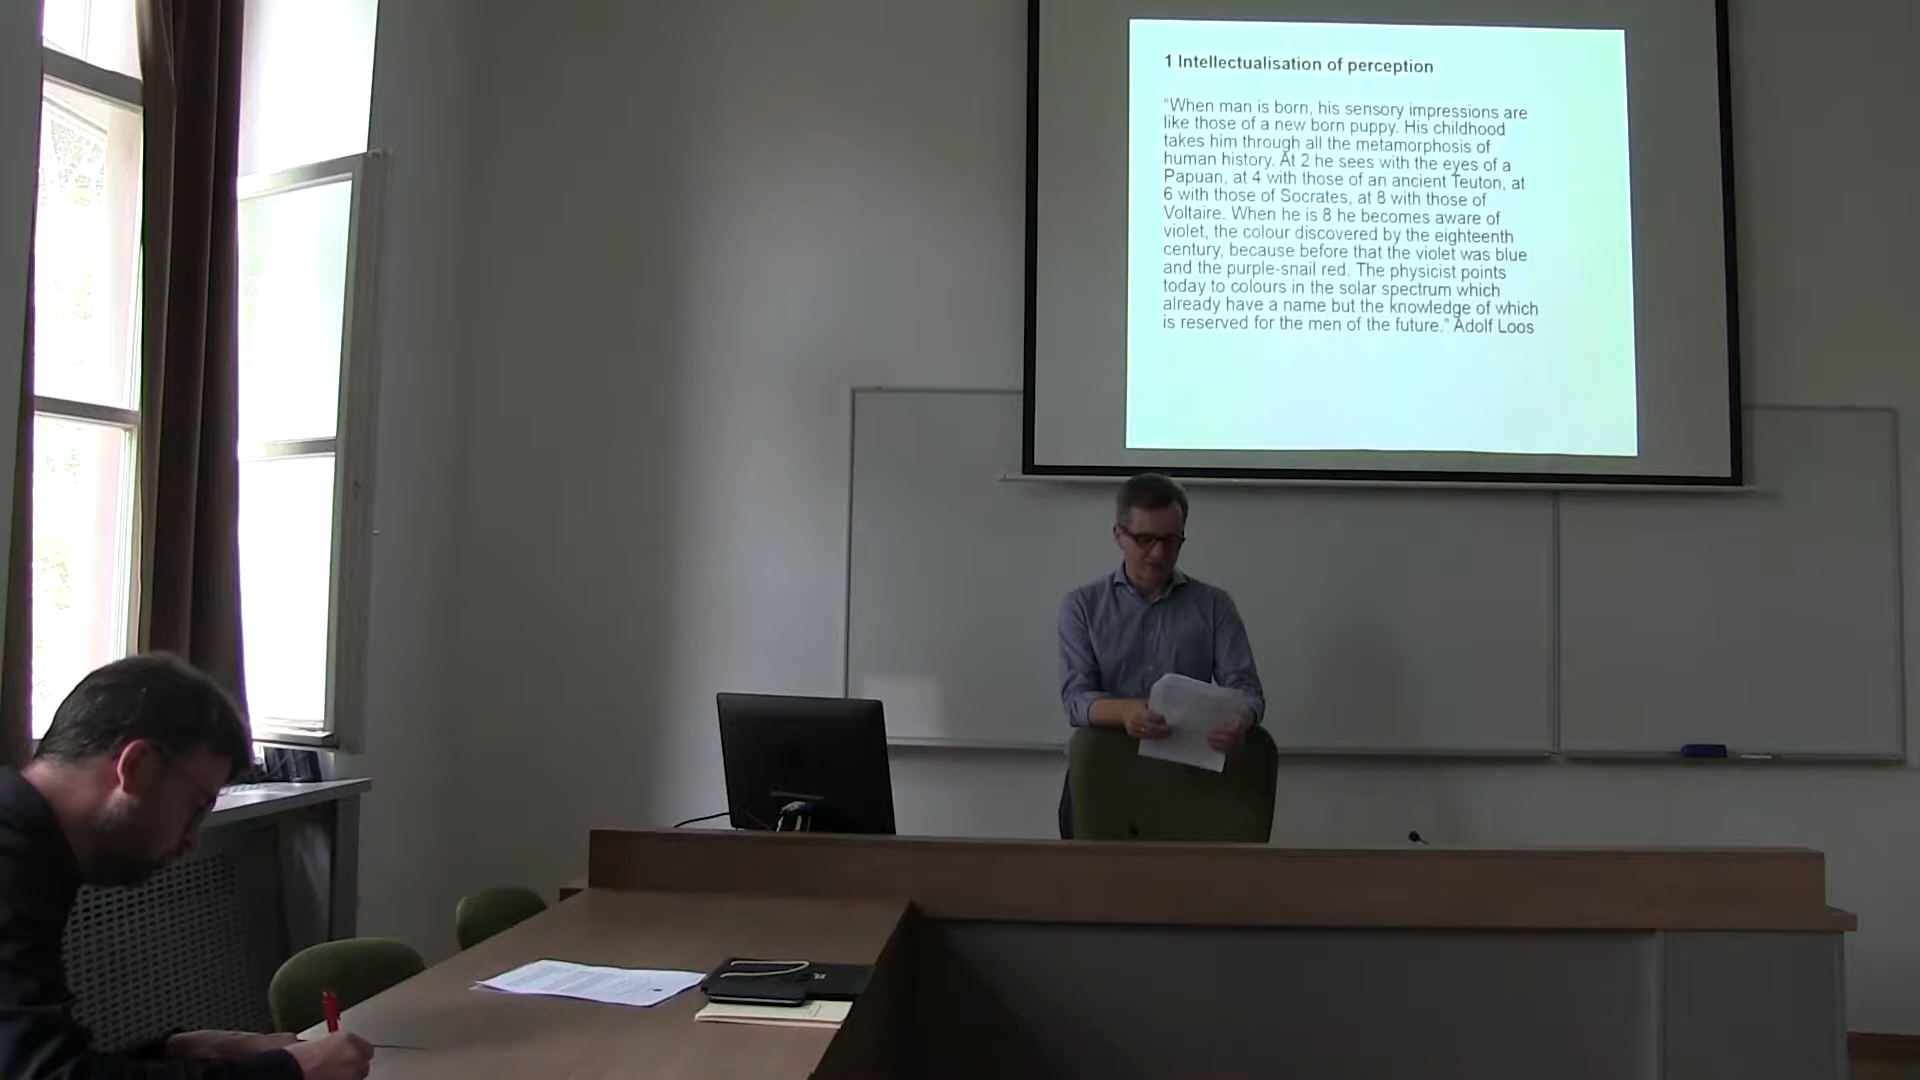 1 Intellectualisation of perception
"When man is born, his sensory impressions are
like those of a new born puppy. His childhood
takes him through all the metamorphosis of
human history. At 2 he sees with the eyes of a
Papuan, at 4 with those of an ancient Teuton, at
6 with those of Socrates, at 8 with those of
Voltaire. When he is 8 he becomes aware of
violet, the colour discovered by the eighteenth
century, because before that the violet was blue
and the purple-snail red. The physicist points
today to colours in the solar spectrum which
already have a name but the knowledge of which
is reserved for the men of the future." Adolf Loos